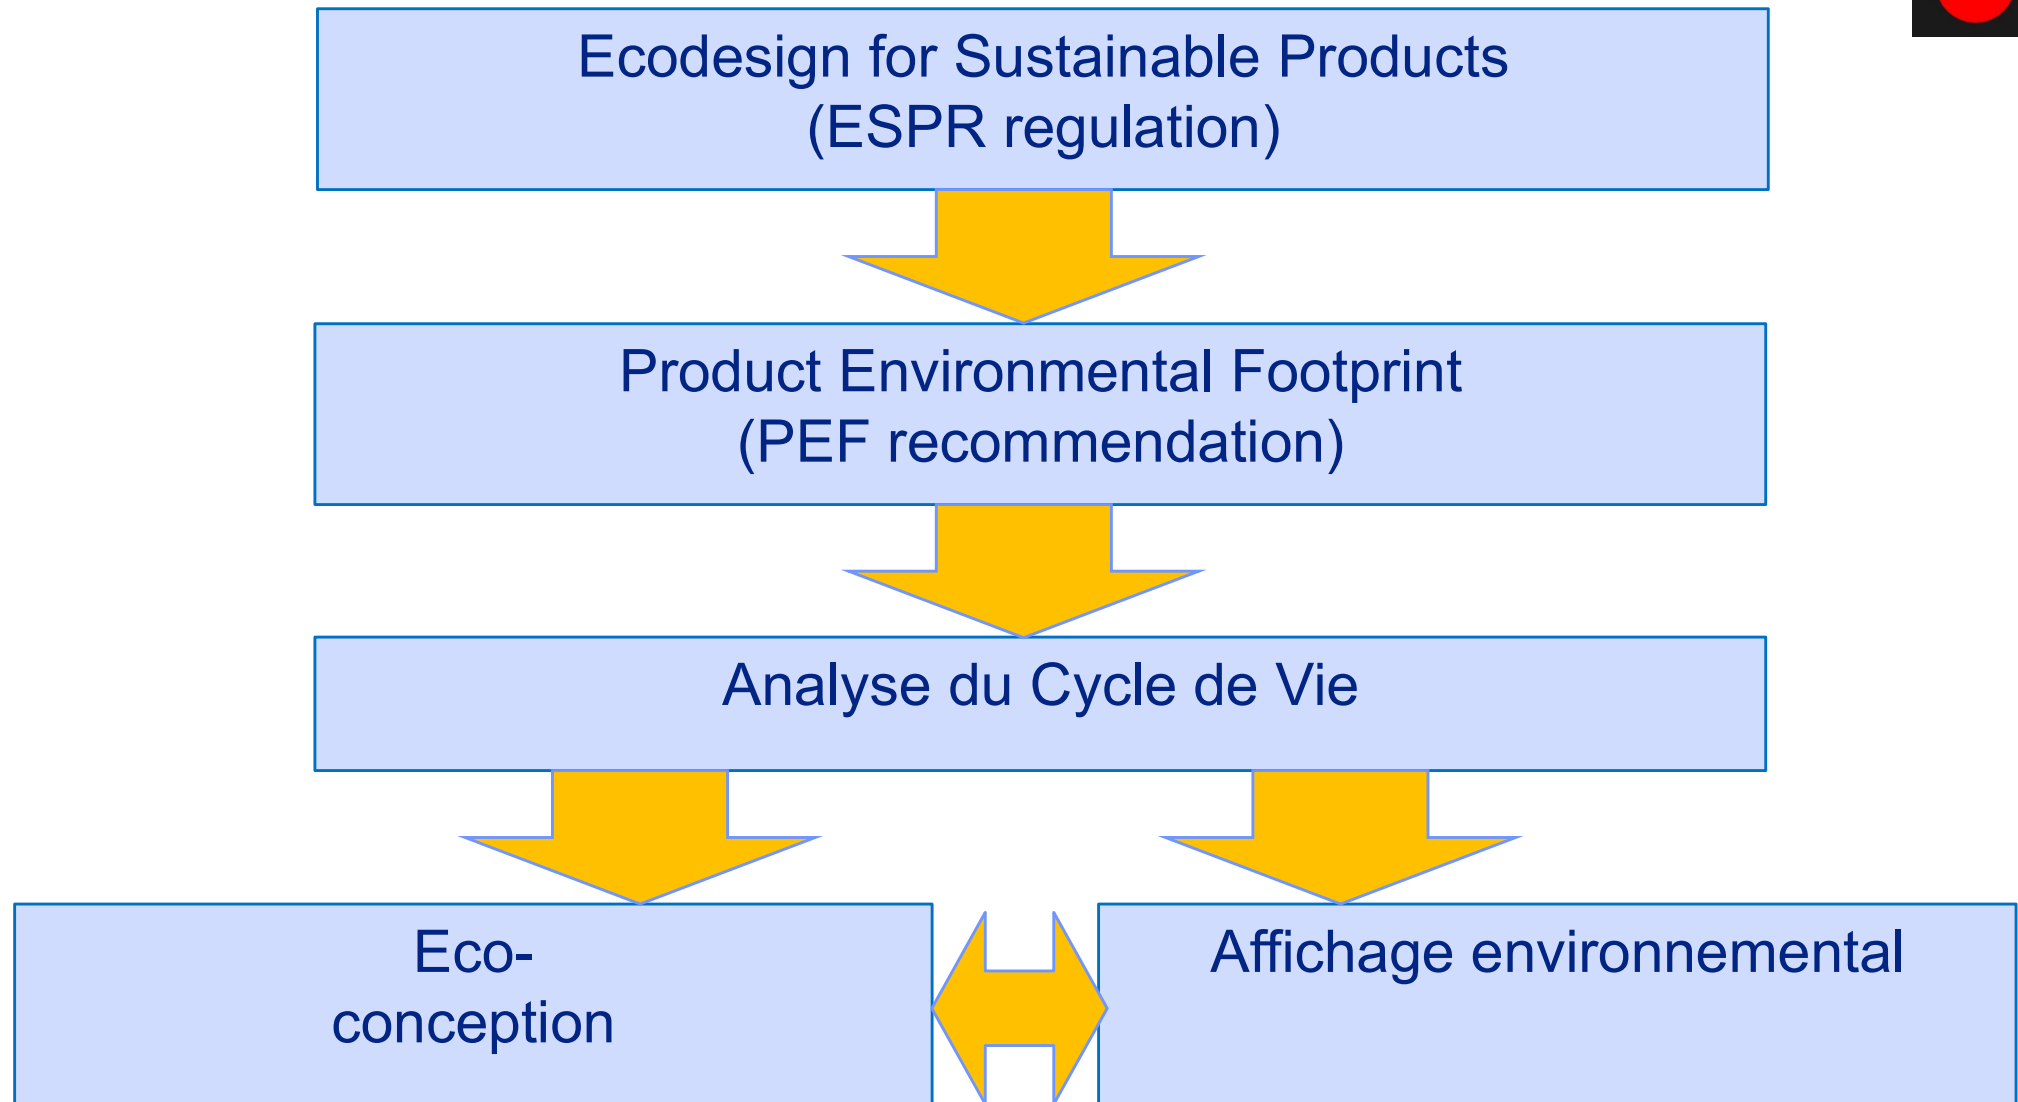 Ecodesign for Sustainable Products
(ESPR regulation)
Product Environmental Footprint
(PEF recommendation)
Analyse du Cycle de Vie
Eco-
conception
Affichage environnemental